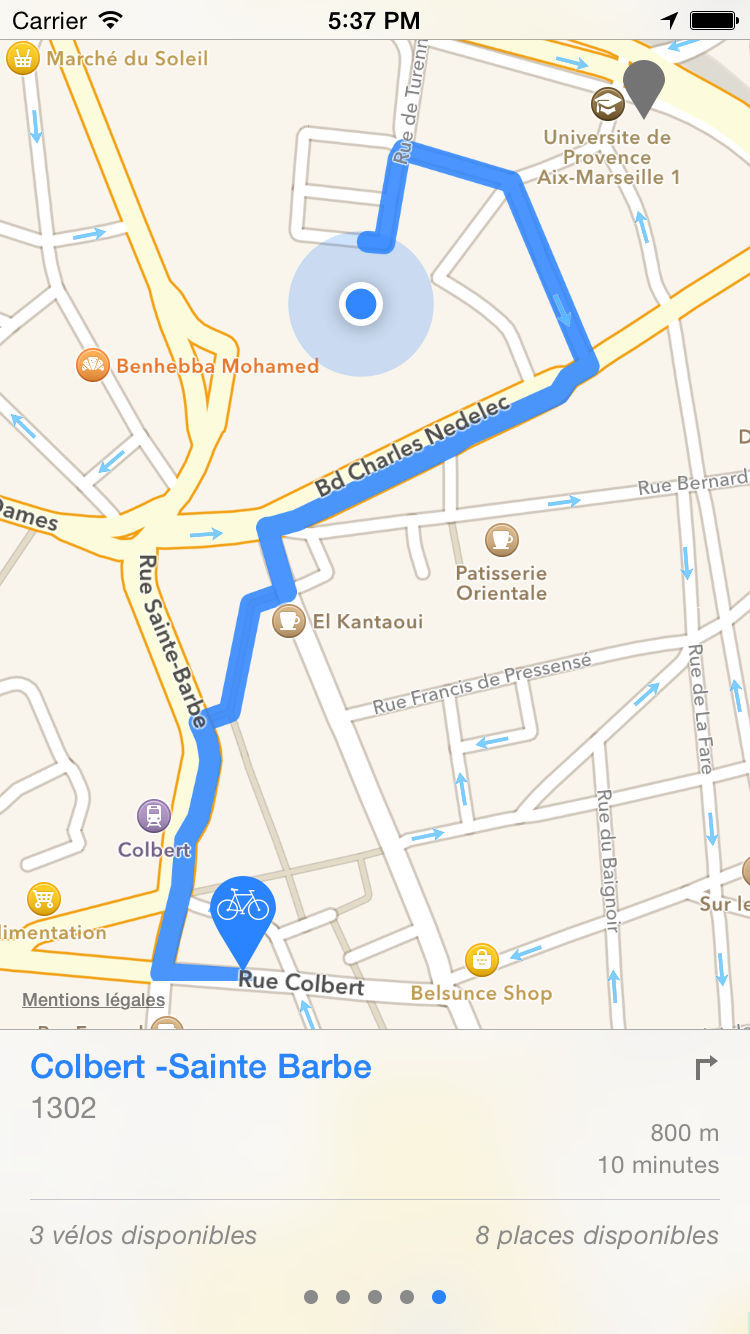 Carrier 5:37 PM
Marché du Soleil
Rue de Turenn
Universite de
Provence
Aix-Marseille 1
Benhebba Mohamed
Bd Charles Nedelec
D
Rue Bernard
Dames
Patisserie
Orientale
Rue Sainte-Barbe
El Kantaoui
Rue Francis de Pressensé
Rue de La Fare
Rue du Baignoir
Colbert
Sur le
limentation
Rue Colbert
Belsunce Shop
Mentions légales
Colbert -Sainte Barbe
1302
800 m
10 minutes
3 vélos disponibles 8 places disponibles